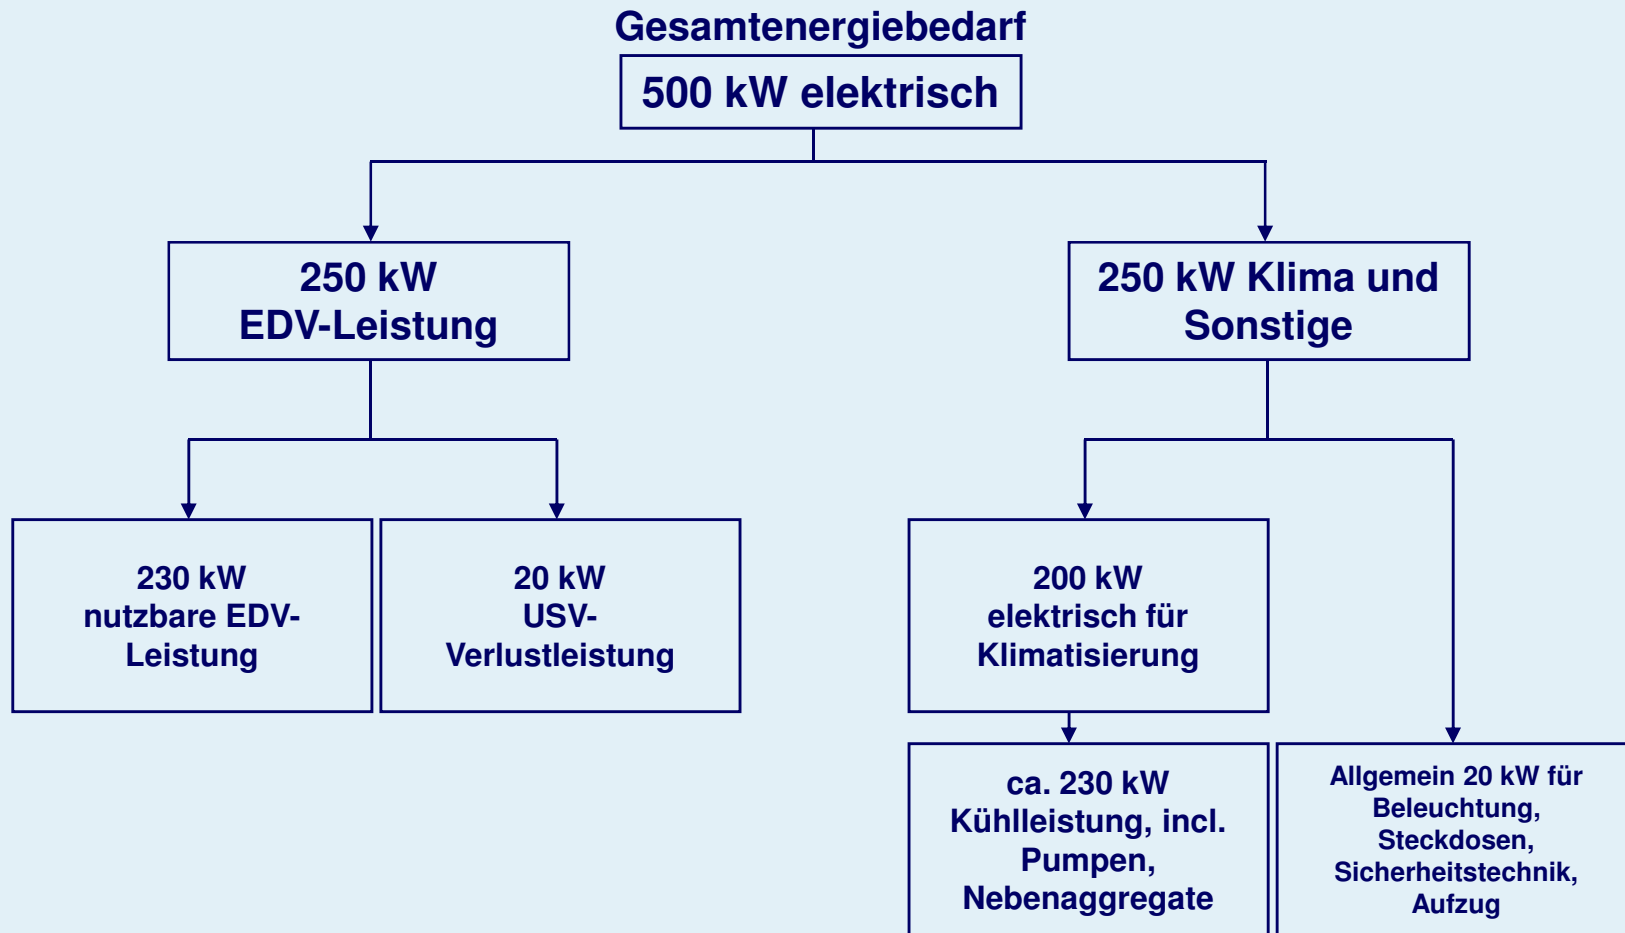 Gesamtenergiebedarf
500 kW elektrisch
250 kW
EDV-Leistung
250 kW Klima und
Sonstige
230 kW
nutzbare EDV-
Leistung
20 kW
USV-
Verlustleistung
200 kW
elektrisch für
Klimatisierung
ca. 230 kW
Kühlleistung, incl.
Pumpen,
Nebenaggregate
Allgemein 20 kW für
Beleuchtung,
Steckdosen,
Sicherheitstechnik,
Aufzug